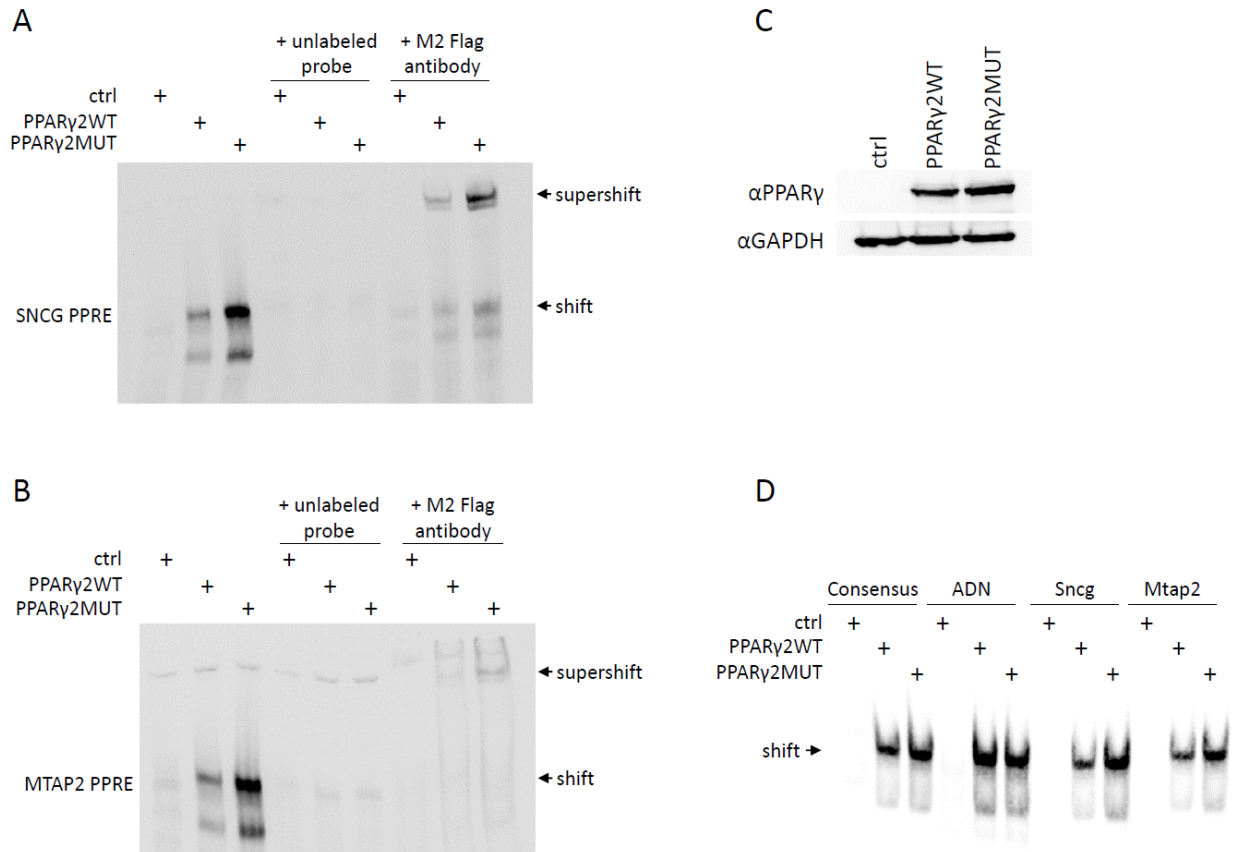 A
+ unlabeled
probe
+ M2 Flag
antibody
ctrl + + +
PPARγ2WT + + +
PPARγ2MUT + + +
supershift
SNCG PPRE
shift
B
+ unlabeled
probe
+ M2 Flag
antibody
ctrl + + +
PPARγ2WT + + +
PPARγ2MUT + + +
supershift
MTAP2 PPRE
shift
C
ctrl
PPARγ2WT
PPARγ2MUT
αPPARγ
αGAPDH
D
Consensus ADN Sncg Mtap2
ctrl + + + +
PPARγ2WT + + + +
PPARγ2MUT + + + +
shift